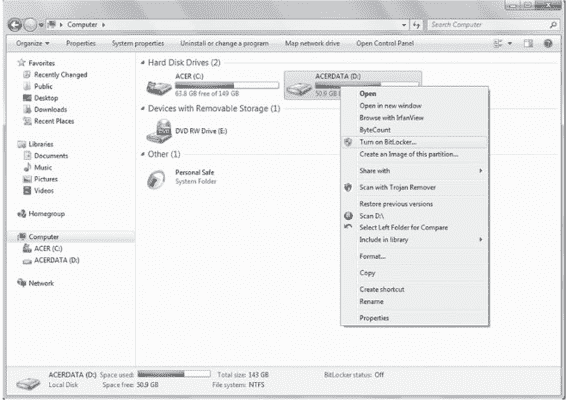 Computer
Search Computer
Organize
Properties
System properties
Uninstall or change a program
Map network drive
Open Control Panel
Favorites
Recently Changed
Public
Desktop
Downloads
Recent Places
Libraries
Documents
Music
Pictures
Videos
Homegroup
Computer
ACER (C:)
ACERDATA (D:)
Network
Hard Disk Drives (2)
ACER (C:)
63.8 GB free of 149 GB
ACERDATA (D:)
50.9 G
Devices with Removable Storage (1)
DVD RW Drive (E:)
Other (1)
Personal Safe
System Folder
Open
Open in new window
Browse with IrfanView
ByteCount
Turn on BitLocker...
Create an Image of this partition...
Share with
Scan with Trojan Remover
Restore previous versions
Scan D:\
Select Left Folder for Compare
Include in library
Format...
Copy
Create shortcut
Rename
Properties
ACERDATA (D:) Space used: Total size: 143 GB BitLocker status: Off
Local Disk Space free: 50.9 GB File system: NTFS